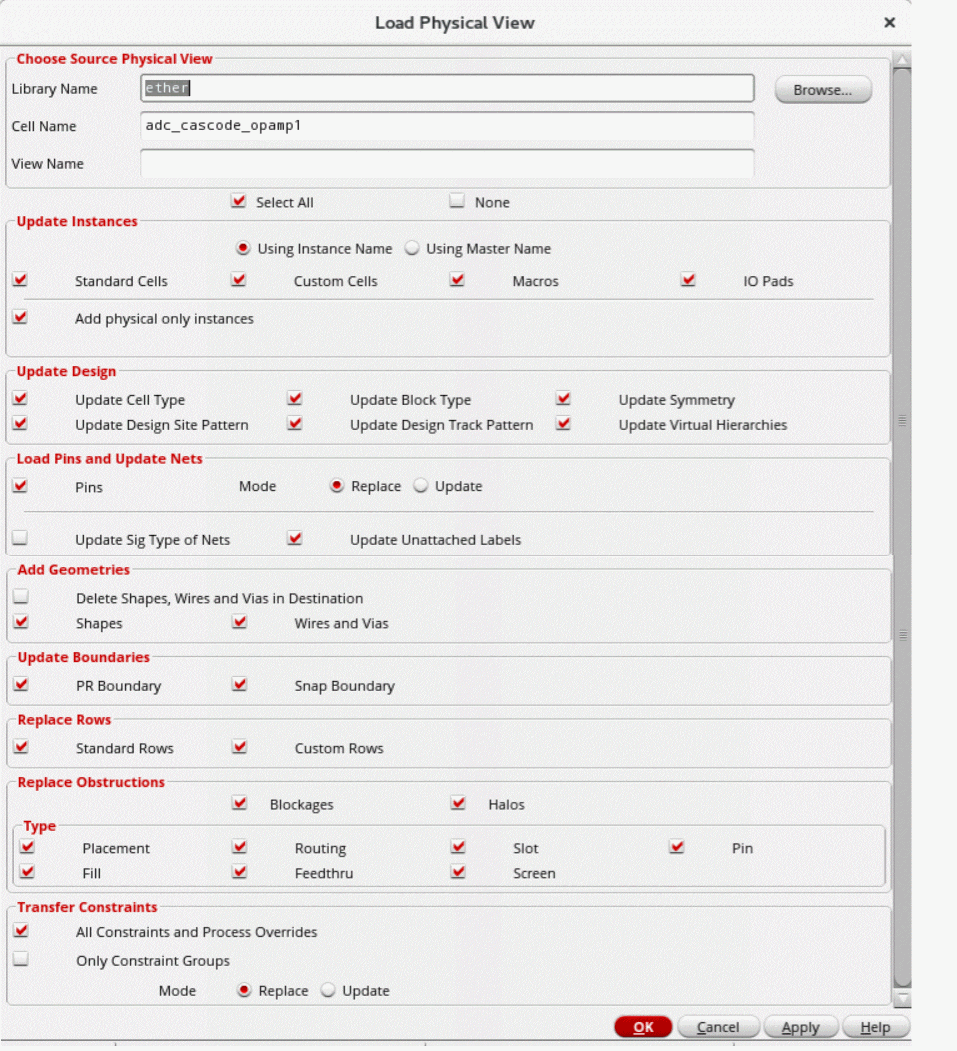 Load Physical View
Choose Source Physical View
Library Name ether Browse...
Cell Name adc_cascode_opamp1
View Name
Select All None
Update Instances
Using Instance Name Using Master Name
Standard Cells Custom Cells Macros IO Pads
Add physical only instances
Update Design
Update Cell Type Update Block Type Update Symmetry
Update Design Site Pattern Update Design Track Pattern Update Virtual Hierarchies
Load Pins and Update Nets
Pins Mode Replace Update
Update Sig Type of Nets Update Unattached Labels
Add Geometries
Delete Shapes, Wires and Vias in Destination
Shapes Wires and Vias
Update Boundaries
PR Boundary Snap Boundary
Replace Rows
Standard Rows Custom Rows
Replace Obstructions
Blockages Halos
Type
Placement Routing Slot Pin
Fill Feedthru Screen
Transfer Constraints
All Constraints and Process Overrides
Only Constraint Groups
Mode Replace Update
OK Cancel Apply Help